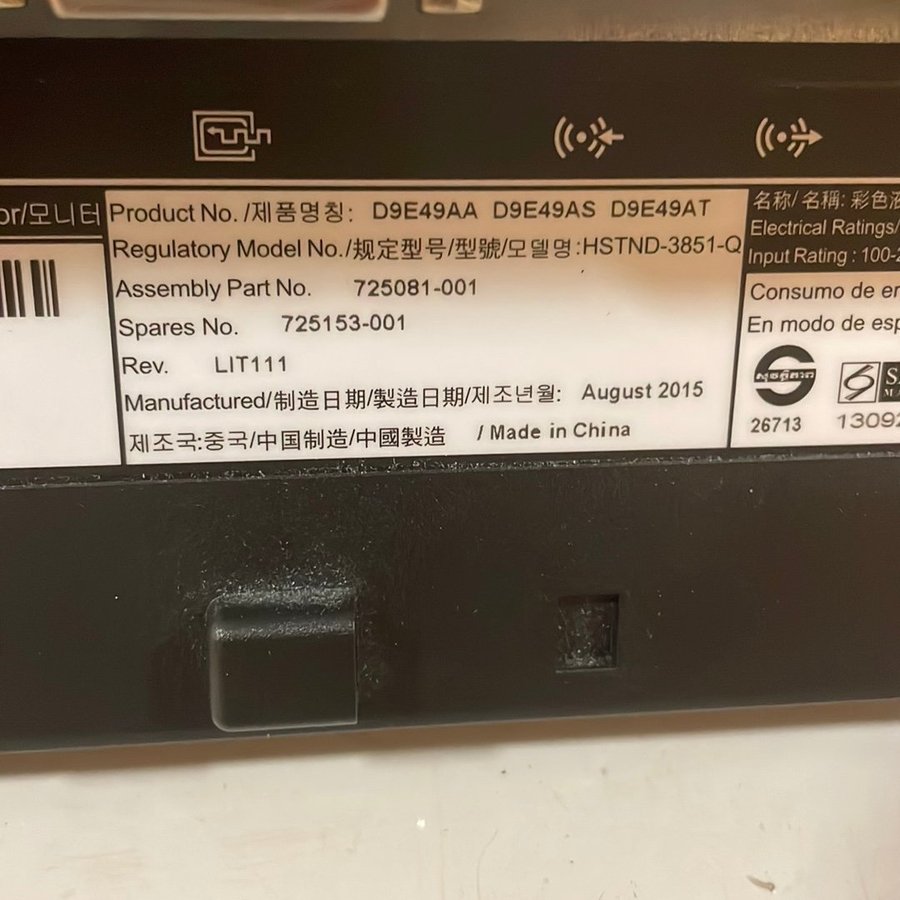 or/모니터
Product No. /제품명칭: D9E49AA D9E49AS D9E49AT
Regulatory Model No./规定型号/型號/모델명:HSTND-3851-Q
Assembly Part No. 725081-001
Spares No. 725153-001
Rev. LIT111
Manufactured/制造日期/製造日期/제조년월: August 2015
제조국:중국/中国制造/中國製造 / Made in China
名称/ 名稱: 彩色液
Electrical Ratings/
Input Rating : 100-2
Consumo de en
En modo de esp
26713
13092